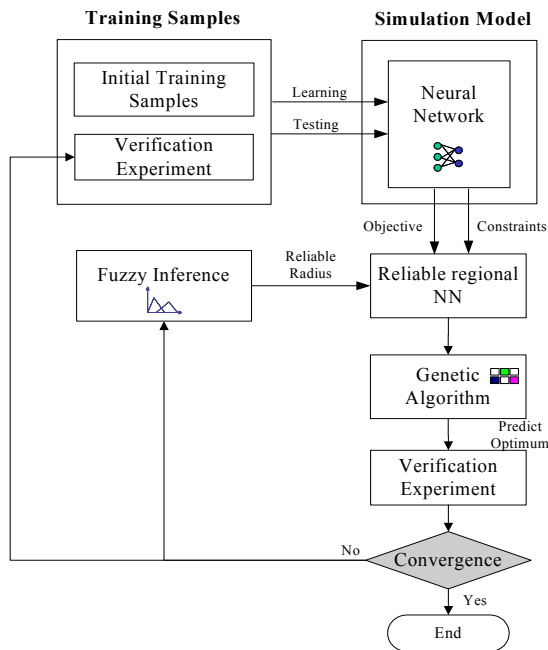 Training Samples
Simulation Model
Initial Training
Samples
Verification
Experiment
Learning
Testing
Neural
Network
Objective
Constraints
Fuzzy Inference
Reliable
Radius
Reliable regional
NN
Genetic
Algorithm
Predict
Optimum
Verification
Experiment
No
Convergence
Yes
End